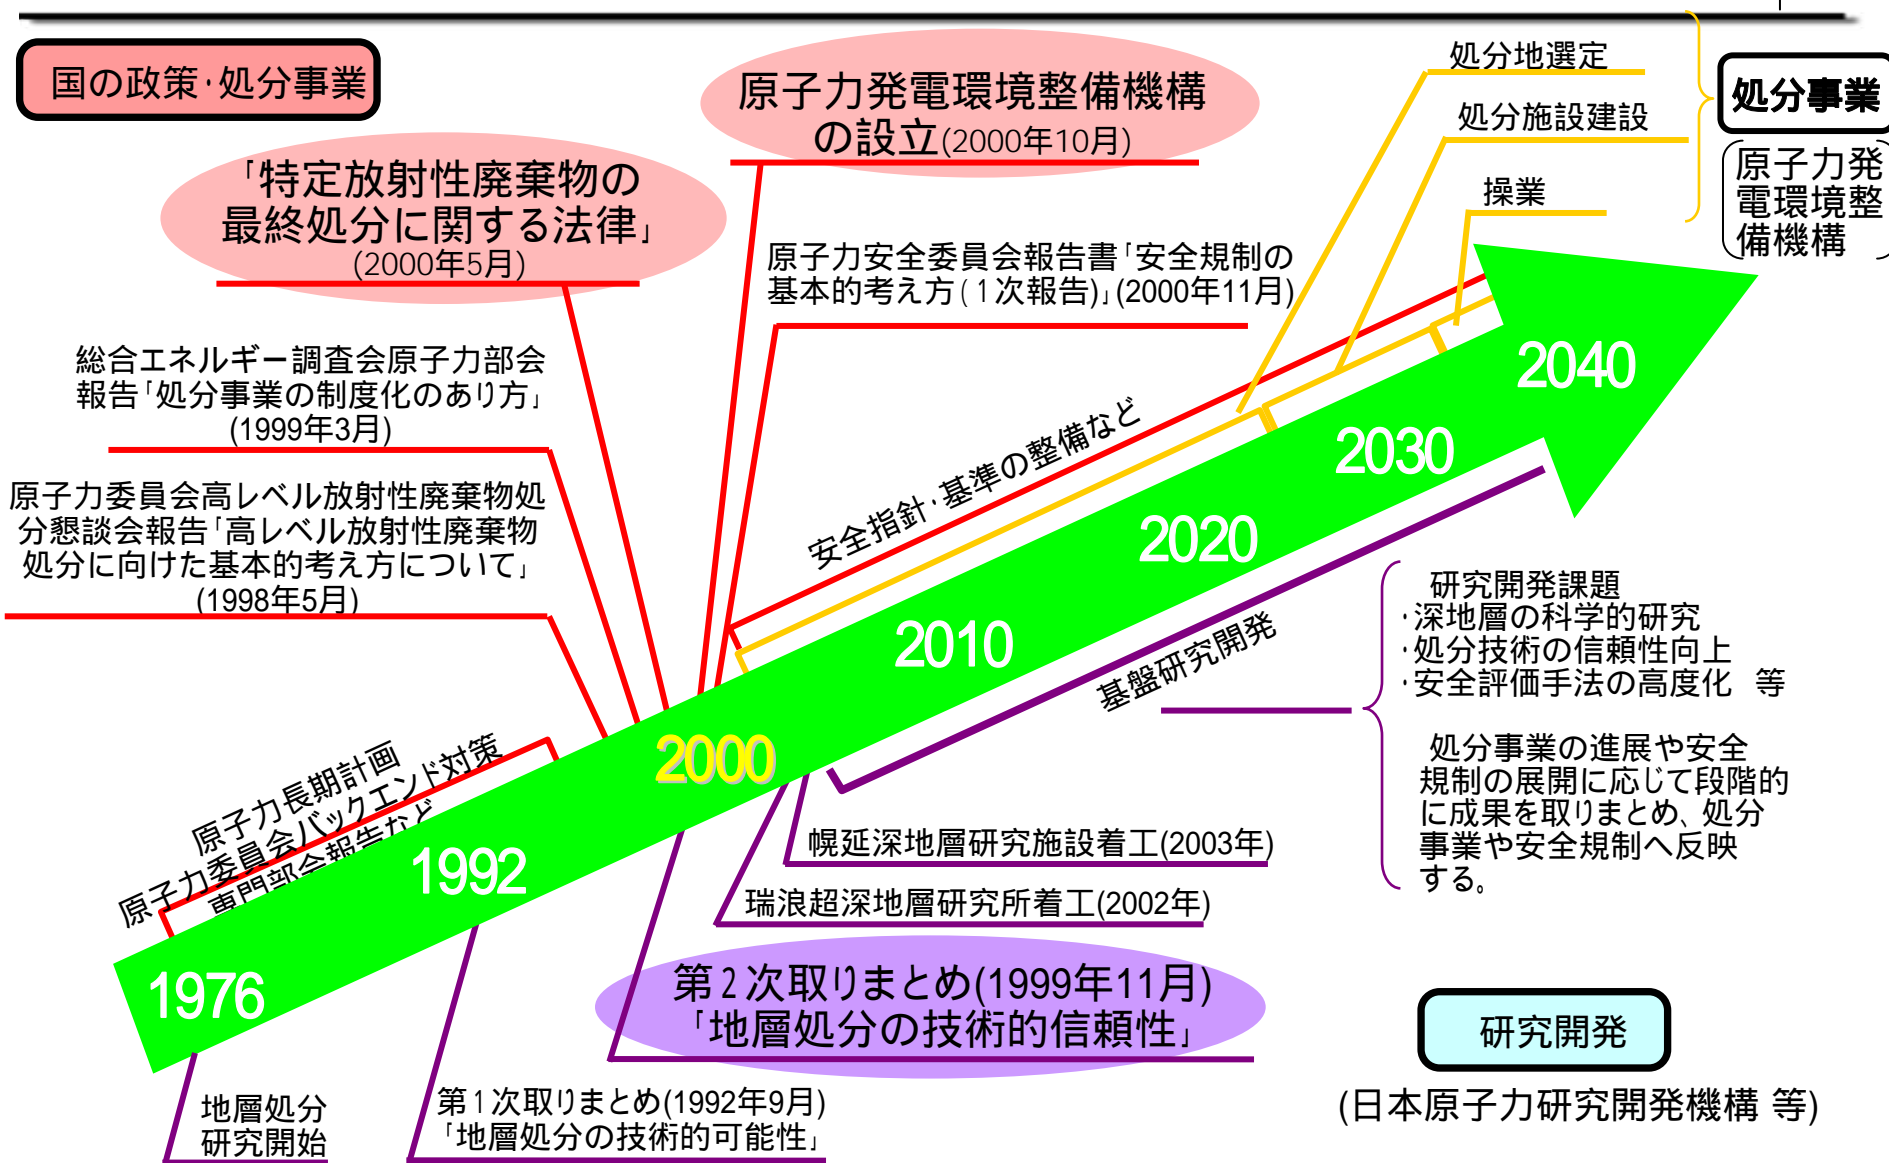 国の政策・処分事業
原子力発電環境整備機構
の設立(2000年10月)
「特定放射性廃棄物の
最終処分に関する法律」
(2000年5月)
原子力安全委員会報告書「安全規制の
基本的考え方(1次報告)」(2000年11月)
総合エネルギー調査会原子力部会
報告「処分事業の制度化のあり方」
(1999年3月)
原子力委員会高レベル放射性廃棄物処
分懇談会報告「高レベル放射性廃棄物
処分に向けた基本的考え方について」
(1998年5月)
処分地選定
処分施設建設
操業
処分事業
原子力発
電環境整
備機構
安全指針・基準の整備など
原子力長期計画
原子力委員会バックエンド対策
専門部会報告など
1976
1992
2000
2010
2020
2030
2040
基盤研究開発
研究開発課題
・深地層の科学的研究
・処分技術の信頼性向上
・安全評価手法の高度化 等
処分事業の進展や安全
規制の展開に応じて段階的
に成果を取りまとめ、処分
事業や安全規制へ反映
する。
幌延深地層研究施設着工(2003年)
瑞浪超深地層研究所着工(2002年)
第2次取りまとめ(1999年11月)
「地層処分の技術的信頼性」
第1次取りまとめ(1992年9月)
「地層処分の技術的可能性」
地層処分
研究開始
研究開発
(日本原子力研究開発機構 等)